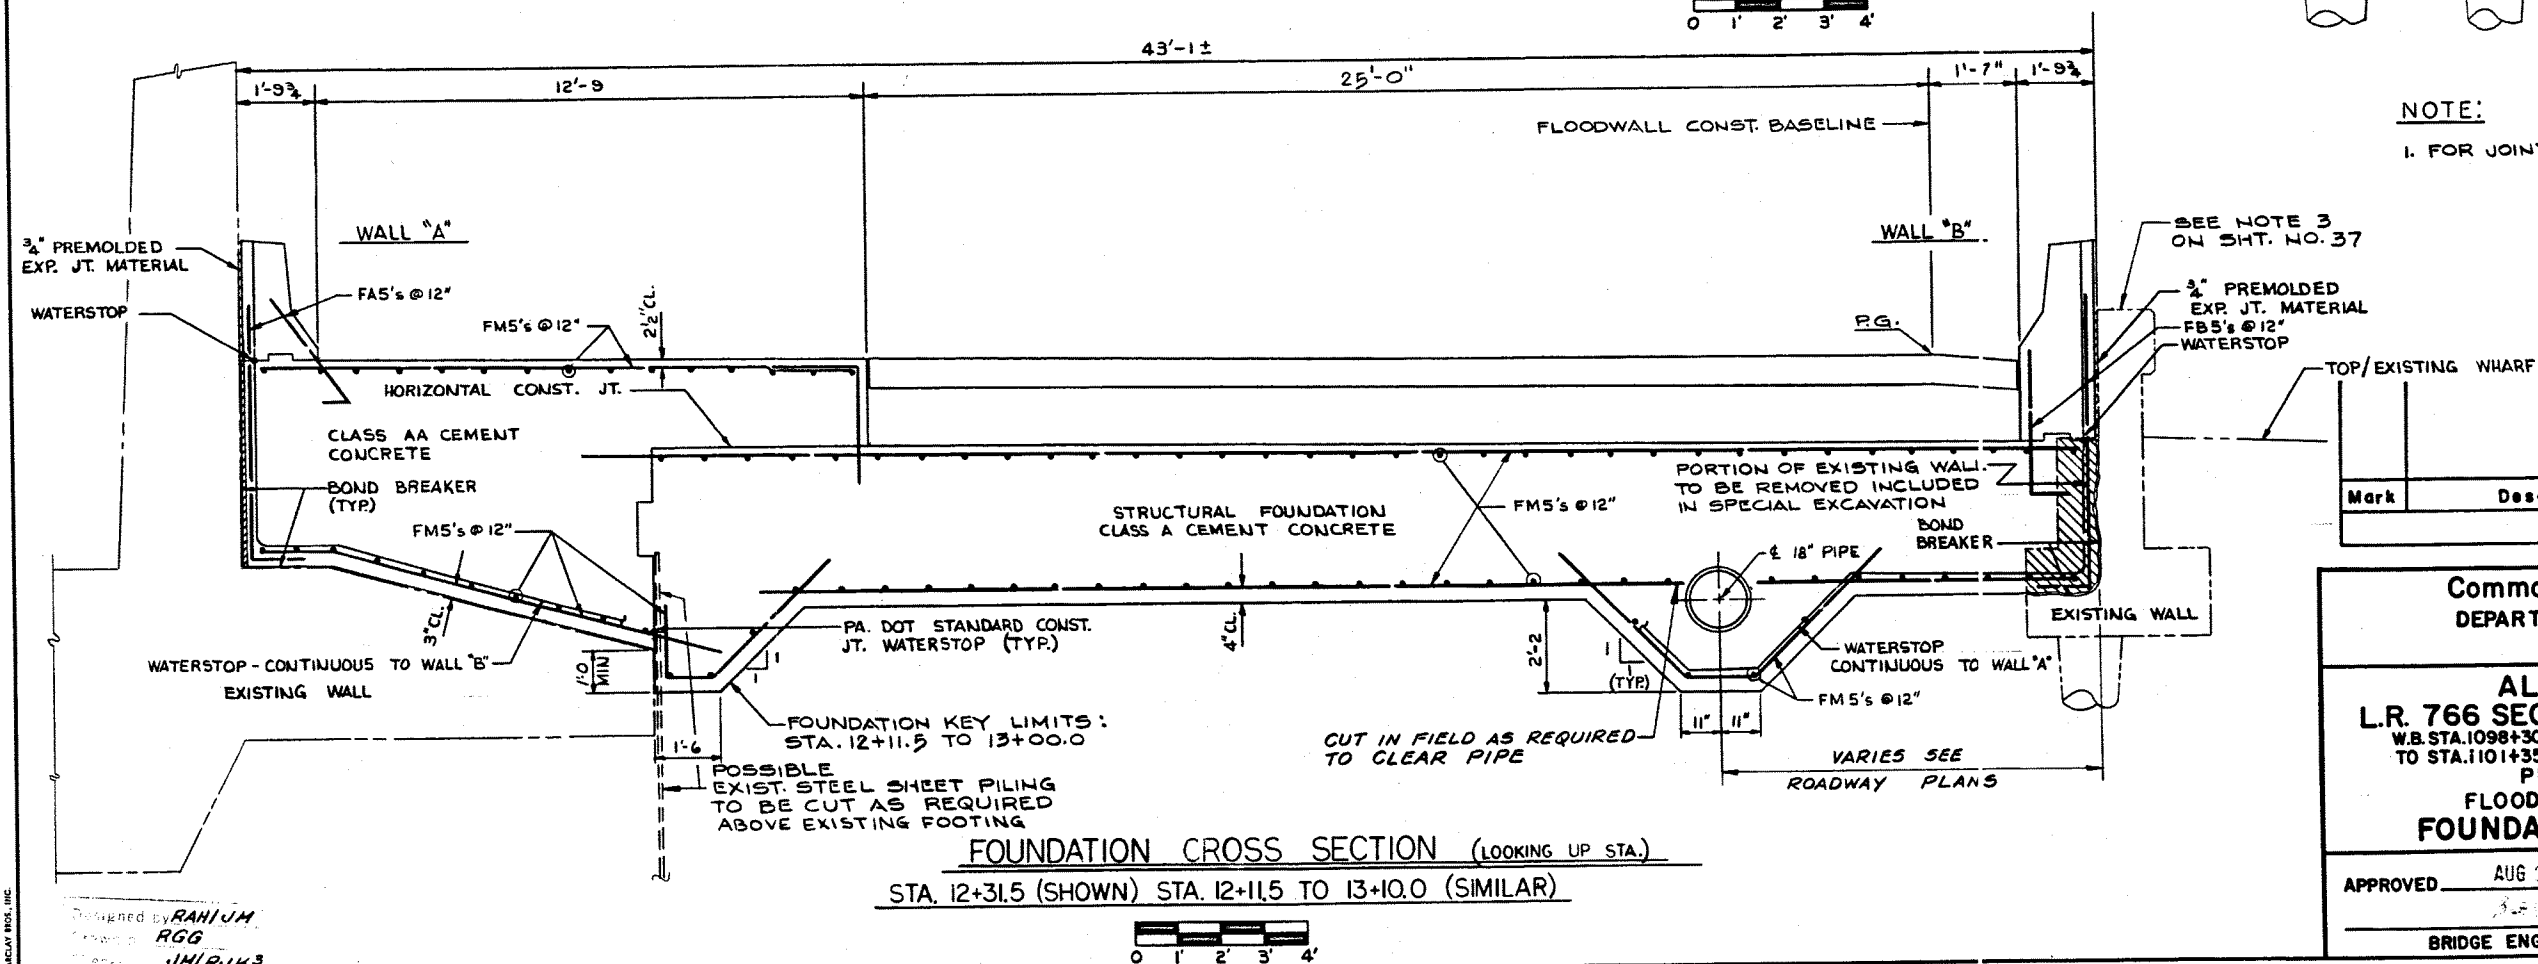 0 1' 2' 3' 4'
43'-1±
1'-9¾
12'-9
25'-0"
1'-7"
1'-9¾
FLOODWALL CONST. BASELINE
NOTE:
1. FOR JOINT
WALL "A"
WALL "B"
¾" PREMOLDED
EXP. JT. MATERIAL
SEE NOTE 3
ON SHT. NO. 37
FA5's @ 12"
WATERSTOP
FM5's @ 12"
2½" CL.
P.G.
¾" PREMOLDED
EXP. JT. MATERIAL
FB5's @ 12"
WATERSTOP
TOP/EXISTING WHARF
HORIZONTAL CONST. JT.
CLASS AA CEMENT
CONCRETE
BOND BREAKER
(TYP.)
FM5's @ 12"
STRUCTURAL FOUNDATION
CLASS A CEMENT CONCRETE
FM5's @ 12"
PORTION OF EXISTING WALL
TO BE REMOVED INCLUDED
IN SPECIAL EXCAVATION
BOND
BREAKER
Mark
Des
℄ 18" PIPE
3" CL.
PA. DOT STANDARD CONST.
JT. WATERSTOP (TYP.)
4" CL.
2'-2
EXISTING WALL
WATERSTOP - CONTINUOUS TO WALL "B"
EXISTING WALL
1'-0
MIN
1
1
1
1
(TYP.)
WATERSTOP
CONTINUOUS TO WALL "A"
FM5's @ 12"
FOUNDATION KEY LIMITS:
STA. 12+11.5 TO 13+00.0
1'-6
11" 11"
CUT IN FIELD AS REQUIRED
TO CLEAR PIPE
VARIES SEE
ROADWAY PLANS
POSSIBLE
EXIST. STEEL SHEET PILING
TO BE CUT AS REQUIRED
ABOVE EXISTING FOOTING
FOUNDATION CROSS SECTION (LOOKING UP STA.)
STA. 12+31.5 (SHOWN) STA. 12+11.5 TO 13+10.0 (SIMILAR)
0 1' 2' 3' 4'
Commo
DEPART
AL
L.R. 766 SEC
W.B. STA. 1098+30
TO STA. 1101+35
P
FLOOD
FOUNDA
APPROVED AUG
BRIDGE ENG
Designed by RAH/JM
RGG